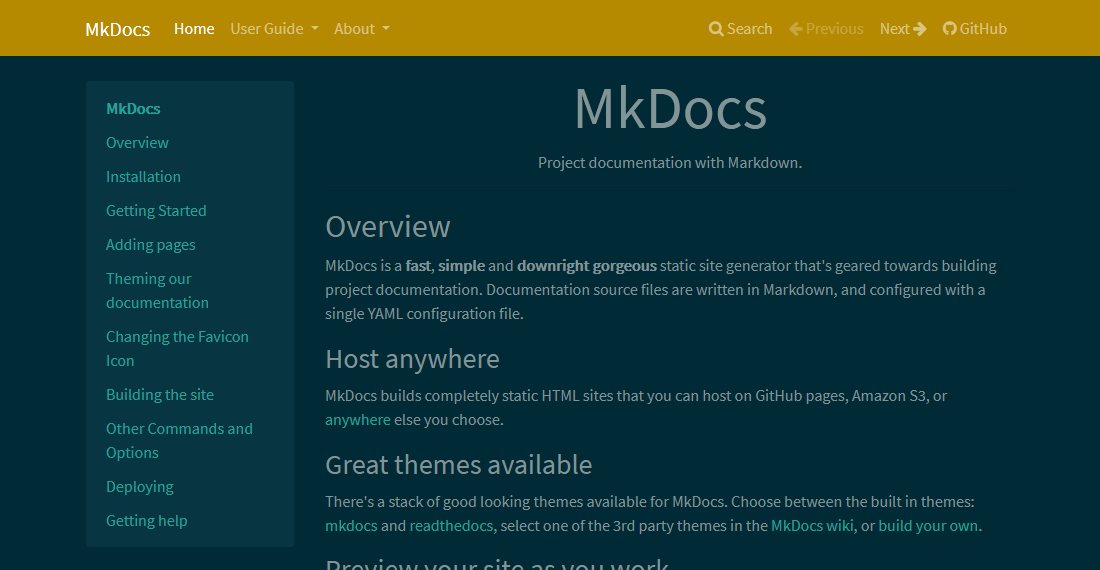 MkDocs Home User Guide About Search Previous Next GitHub
MkDocs
Overview
Installation
Getting Started
Adding pages
Theming our
documentation
Changing the Favicon
Icon
Building the site
Other Commands and
Options
Deploying
Getting help
MkDocs
Project documentation with Markdown.
Overview
MkDocs is a fast, simple and downright gorgeous static site generator that's geared towards building
project documentation. Documentation source files are written in Markdown, and configured with a
single YAML configuration file.
Host anywhere
MkDocs builds completely static HTML sites that you can host on GitHub pages, Amazon S3, or
anywhere else you choose.
Great themes available
There's a stack of good looking themes available for MkDocs. Choose between the built in themes:
mkdocs and readthedocs, select one of the 3rd party themes in the MkDocs wiki, or build your own.
Preview your site as you work